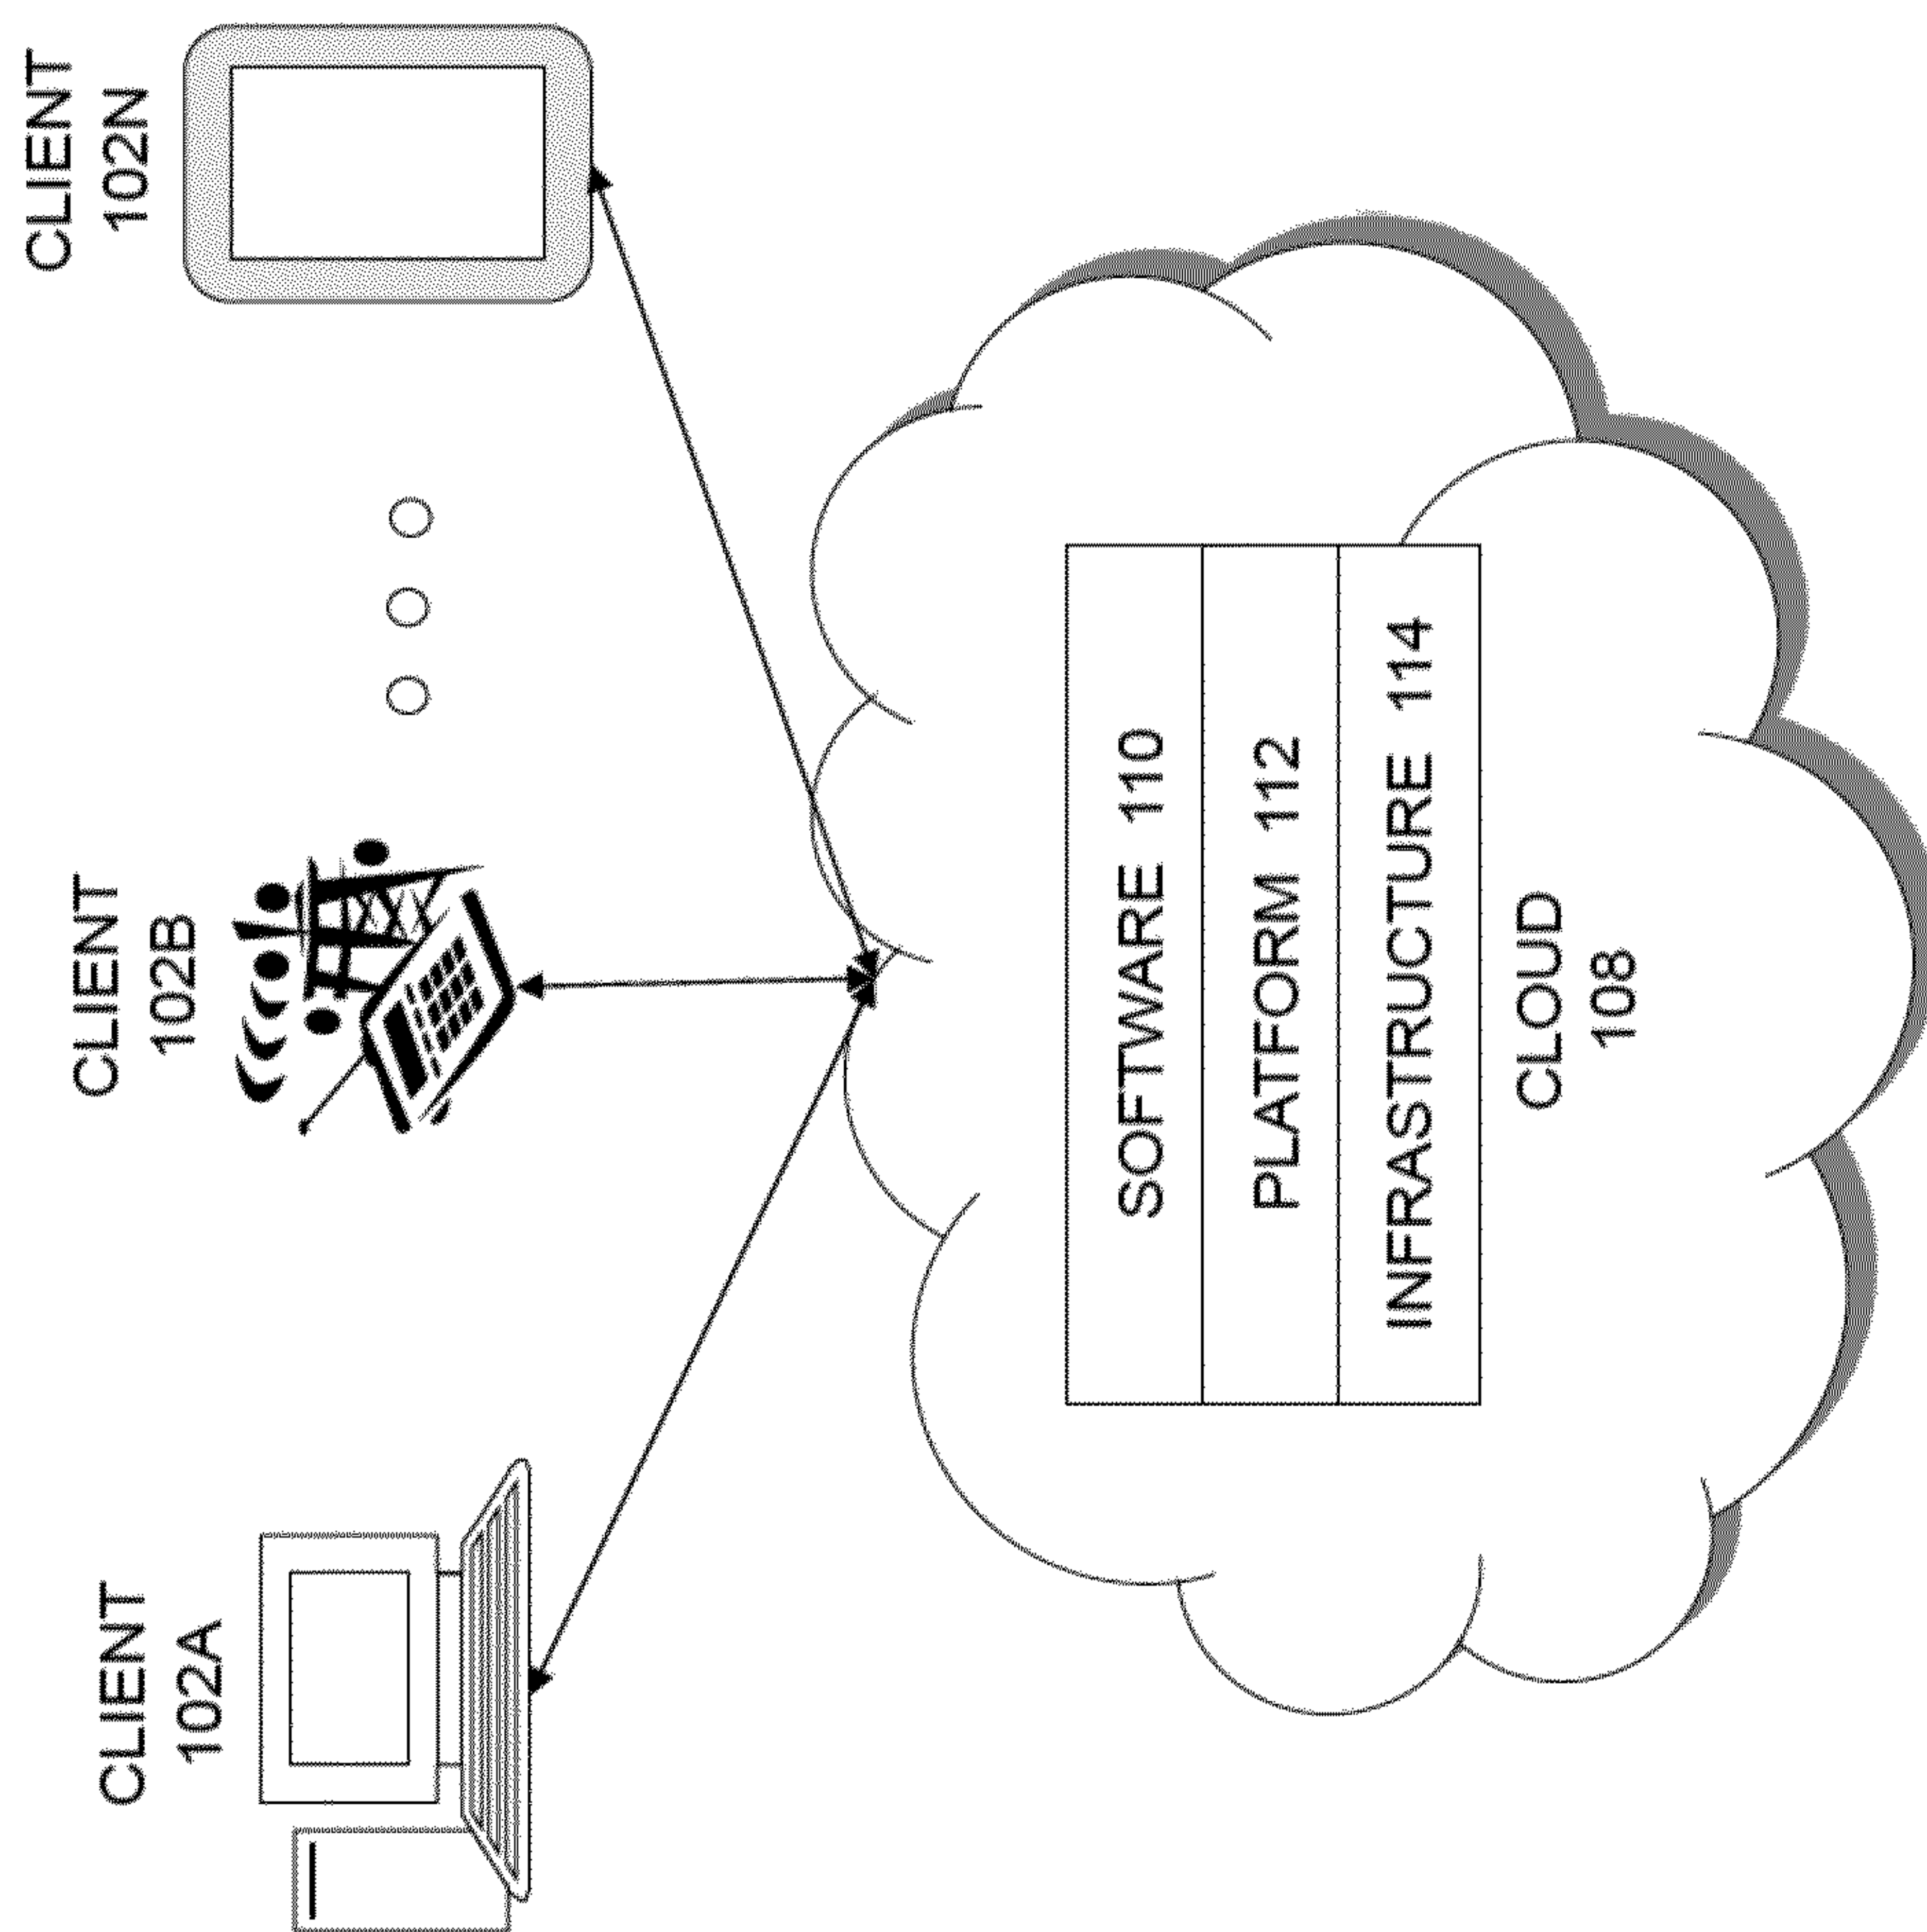 CLIENT
102A
CLIENT
102B
CLIENT
102N
SOFTWARE 110
PLATFORM 112
INFRASTRUCTURE 114
CLOUD
108